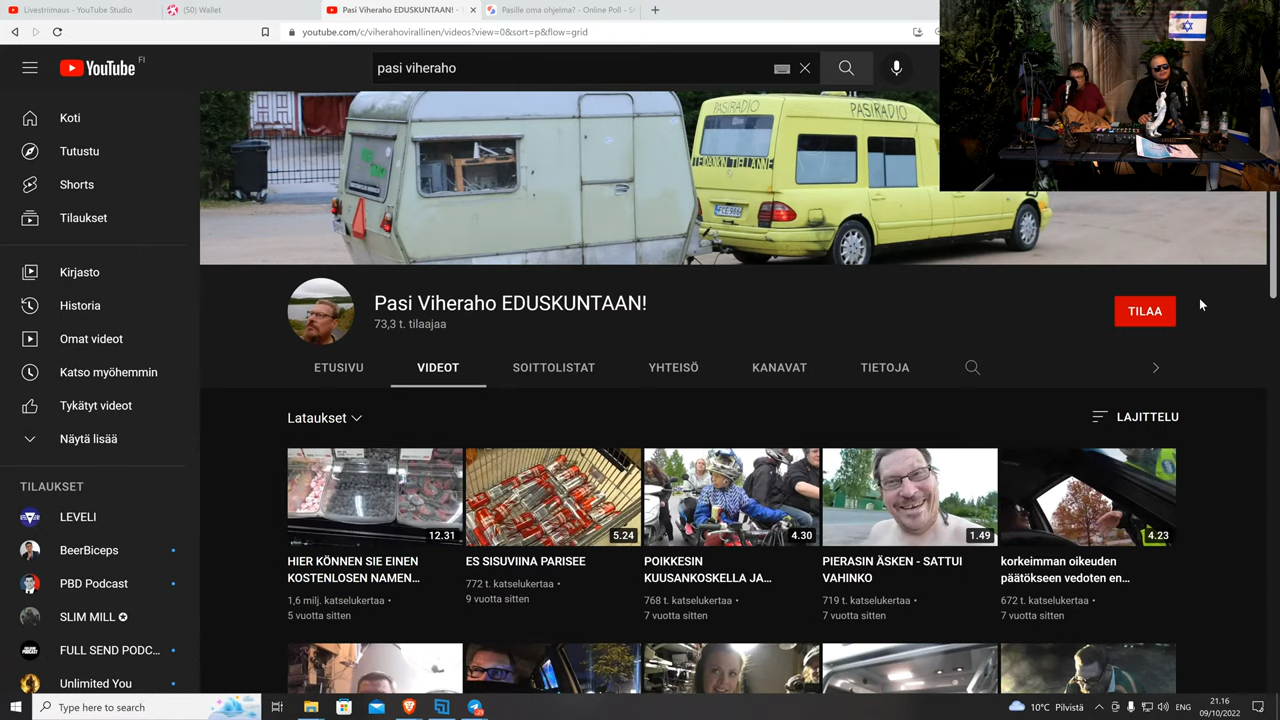 Livestriimaus - YouTube Studio
(50) Wallet
Pasi Viheraho EDUSKUNTAAN! -
Pasille oma ohjelma? - Online Poll -
youtube.com/c/viherahovirallinen/videos?view=0&sort=p&flow=grid
YouTube FI
pasi viheraho
Koti
Tutustu
Shorts
Tilaukset
Kirjasto
Historia
Omat videot
Katso myöhemmin
Tykätyt videot
Näytä lisää
TILAUKSET
LEVELI
BeerBiceps
PBD Podcast
SLIM MILL
FULL SEND PODC...
Unlimited You
PASIRADIO
PASIRADIO
Pasi Viheraho EDUSKUNTAAN!
73,3 t. tilaajaa
TILAA
ETUSIVU
VIDEOT
SOITTOLISTAT
YHTEISÖ
KANAVAT
TIETOJA
Lataukset
LAJITTELU
12.31
HIER KÖNNEN SIE EINEN
KOSTENLOSEN NAMEN...
1,6 milj. katselukertaa •
5 vuotta sitten
5.24
ES SISUVIINA PARISEE
772 t. katselukertaa •
9 vuotta sitten
4.30
POIKKESIN
KUUSANKOSKELLA JA...
768 t. katselukertaa •
7 vuotta sitten
1.49
PIERASIN ÄSKEN - SATTUI
VAHINKO
719 t. katselukertaa •
7 vuotta sitten
4.23
korkeimman oikeuden
päätökseen vedoten en...
672 t. katselukertaa •
7 vuotta sitten
Type here to search
10°C Pilvistä
ENG
21.16
09/10/2022